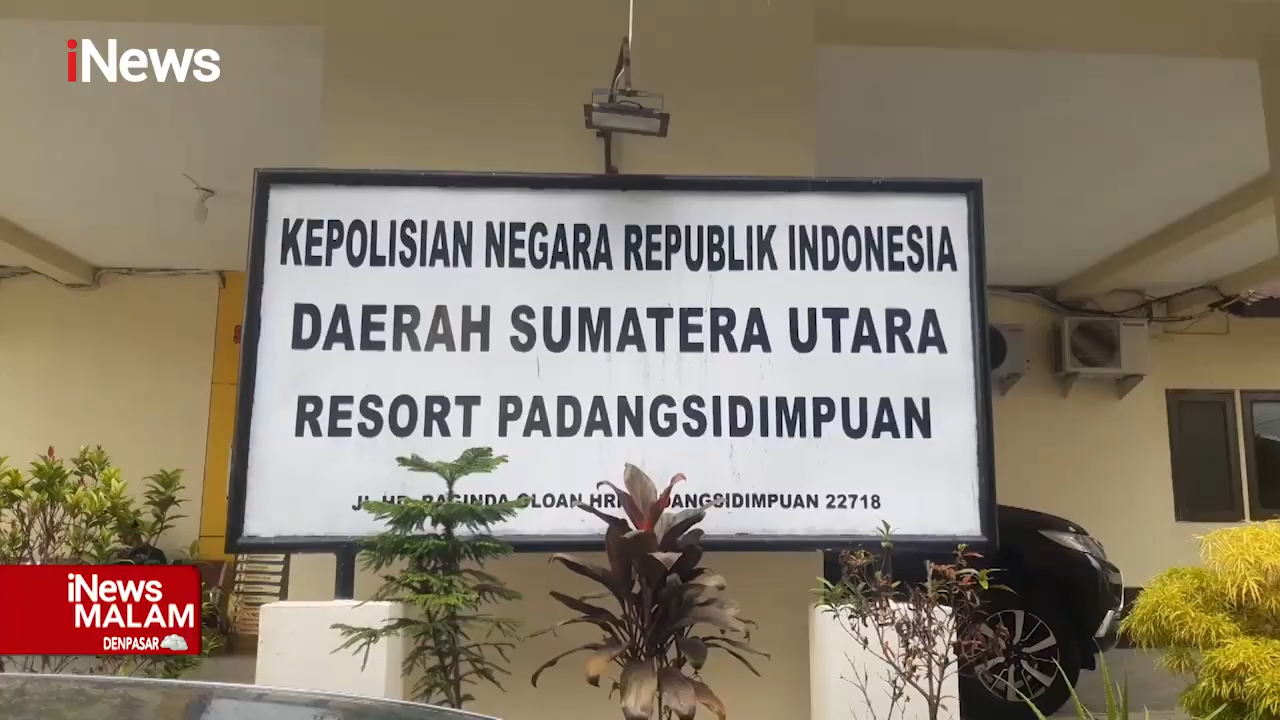 iNews
KEPOLISIAN NEGARA REPUBLIK INDONESIA
DAERAH SUMATERA UTARA
RESORT PADANGSIDIMPUAN
22718
iNews
MALAM
DENPASAR